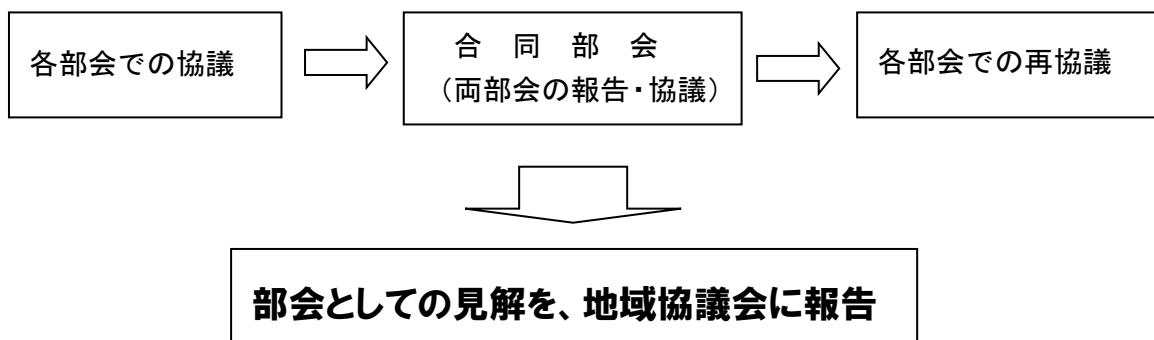 各部会での協議
合　同　部　会
（両部会の報告・協議）
各部会での再協議
部会としての見解を、地域協議会に報告